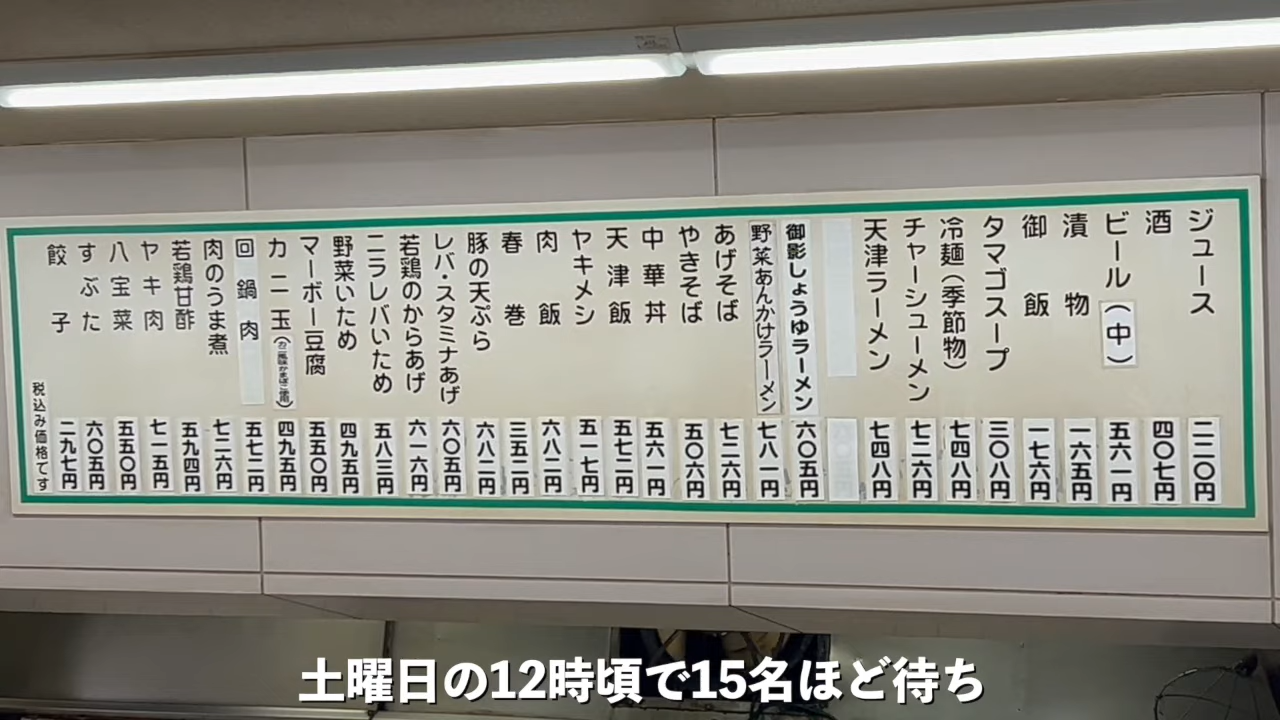 ジュース 二二〇円
酒 四〇七円
ビール(中) 五六一円
漬物 一六五円
御飯 一七六円
タマゴスープ 三〇八円
冷麺(季節物) 七四八円
チャーシューメン 七二六円
天津ラーメン 七四八円
御影しょうゆラーメン 六〇五円
野菜あんかけラーメン 七八一円
あげそば 七二六円
やきそば 五〇六円
中華丼 五六一円
天津飯 五七二円
ヤキメシ 五一七円
肉飯 六八二円
春巻 三五二円
豚の天ぷら 六八二円
レバ・スタミナあげ 六〇五円
若鶏のからあげ 六一六円
ニラレバいため 五八三円
野菜いため 四九五円
マーボー豆腐 五五〇円
カニ玉 四九五円
回鍋肉 五七二円
肉のうま煮 七二六円
若鶏甘酢 五九四円
ヤキ肉 七一五円
八宝菜 五五〇円
すぶた 六〇五円
餃子 二九七円
税込み価格です
土曜日の12時頃で15名ほど待ち